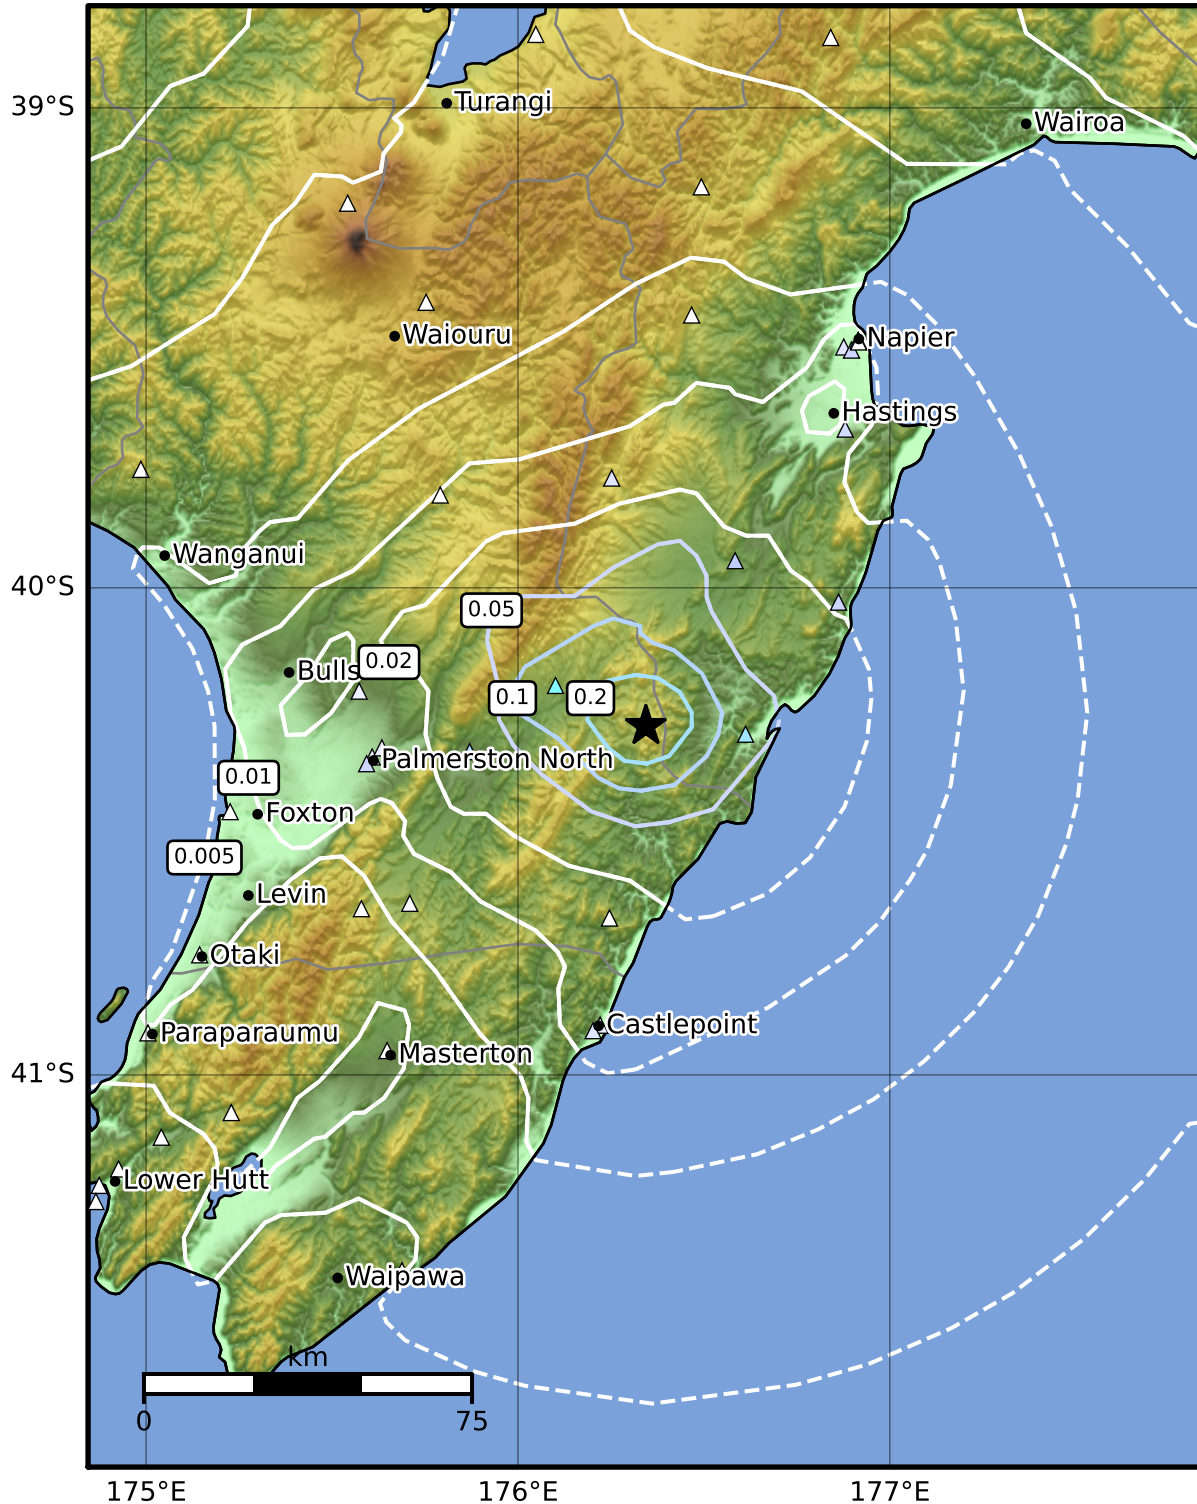 39°S
Turangi
Wairoa
Waiouru
Napier
Hastings
Wanganui
40°S
0.05
Bulls
0.02
0.1
0.2
Palmerston North
0.01
Foxton
0.005
Levin
Otaki
Paraparaumu
Castlepoint
Masterton
41°S
Lower Hutt
Waipawa
km
0
75
175°E
176°E
177°E